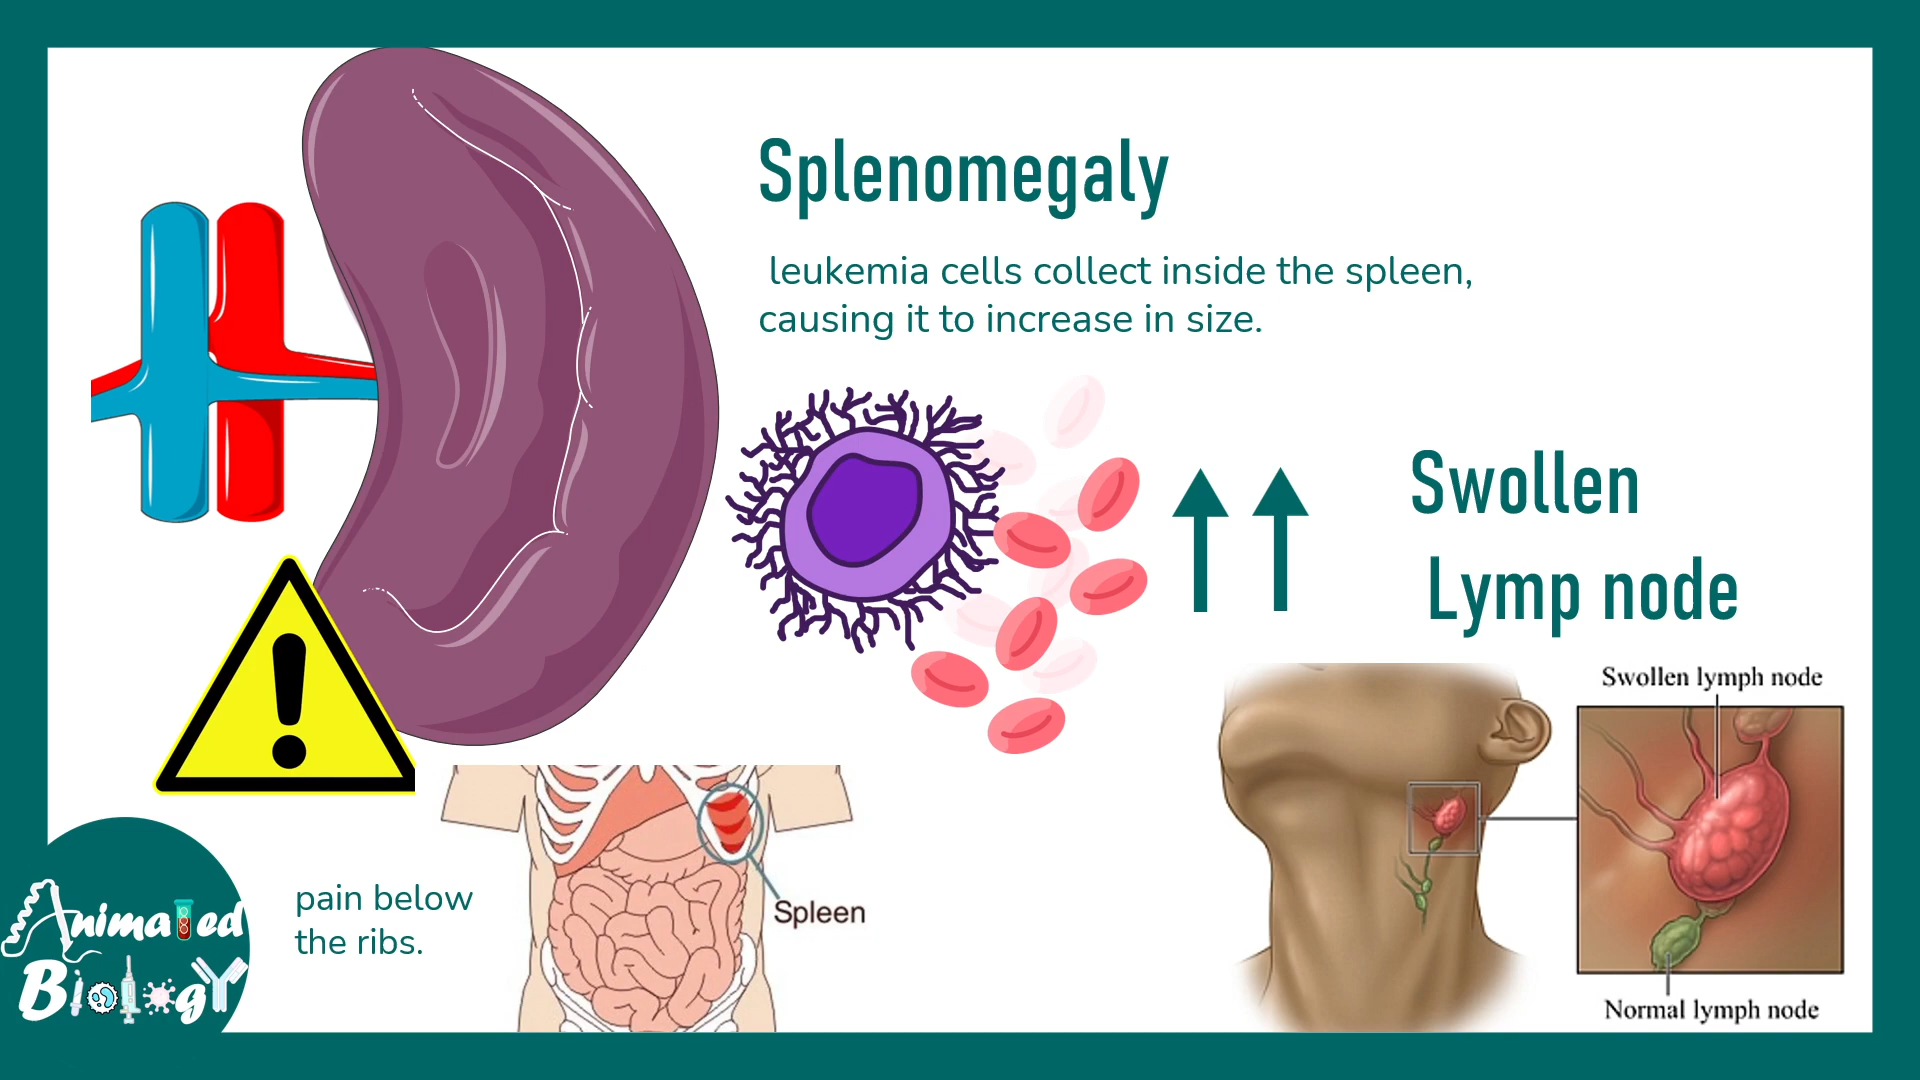 Splenomegaly
leukemia cells collect inside the spleen,
causing it to increase in size.
Swollen
Lymp node
Swollen lymph node
Normal lymph node
pain below
the ribs.
Spleen
Animated
Biology